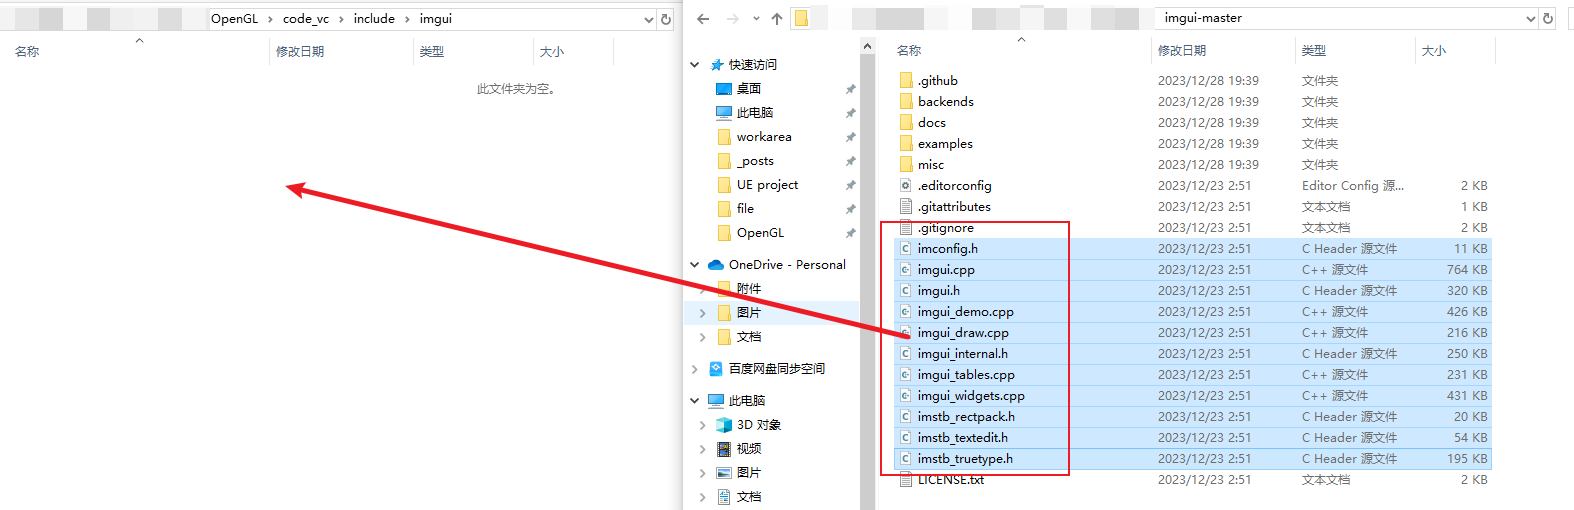 OpenGL › code_vc › include › imgui
名称 修改日期 类型 大小
此文件夹为空。
imgui-master
快速访问
桌面
此电脑
workarea
_posts
UE project
file
OpenGL
OneDrive - Personal
附件
图片
文档
百度网盘同步空间
此电脑
3D 对象
视频
图片
文档
名称 修改日期 类型 大小
.github 2023/12/28 19:39 文件夹
backends 2023/12/28 19:39 文件夹
docs 2023/12/28 19:39 文件夹
examples 2023/12/28 19:39 文件夹
misc 2023/12/28 19:39 文件夹
.editorconfig 2023/12/23 2:51 Editor Config 源... 2 KB
.gitattributes 2023/12/23 2:51 文本文档 1 KB
.gitignore 2023/12/23 2:51 文本文档 2 KB
imconfig.h 2023/12/23 2:51 C Header 源文件 11 KB
imgui.cpp 2023/12/23 2:51 C++ 源文件 764 KB
imgui.h 2023/12/23 2:51 C Header 源文件 320 KB
imgui_demo.cpp 2023/12/23 2:51 C++ 源文件 426 KB
imgui_draw.cpp 2023/12/23 2:51 C++ 源文件 216 KB
imgui_internal.h 2023/12/23 2:51 C Header 源文件 250 KB
imgui_tables.cpp 2023/12/23 2:51 C++ 源文件 231 KB
imgui_widgets.cpp 2023/12/23 2:51 C++ 源文件 431 KB
imstb_rectpack.h 2023/12/23 2:51 C Header 源文件 20 KB
imstb_textedit.h 2023/12/23 2:51 C Header 源文件 54 KB
imstb_truetype.h 2023/12/23 2:51 C Header 源文件 195 KB
LICENSE.txt 2023/12/23 2:51 文本文档 2 KB